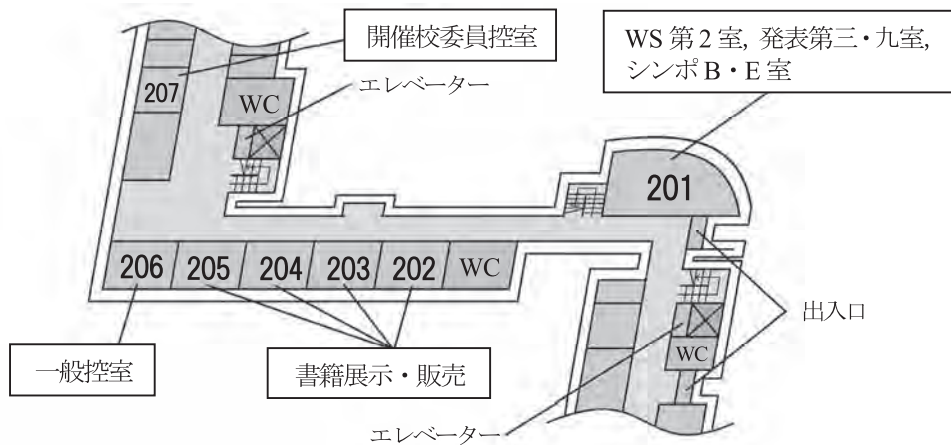 開催校委員控室
WS 第2室, 発表第三・九室,
シンポB・E 室
エレベーター
207
WC
201
206
205
204
203
202
WC
出入口
WC
一般控室
書籍展示・販売
エレベーター